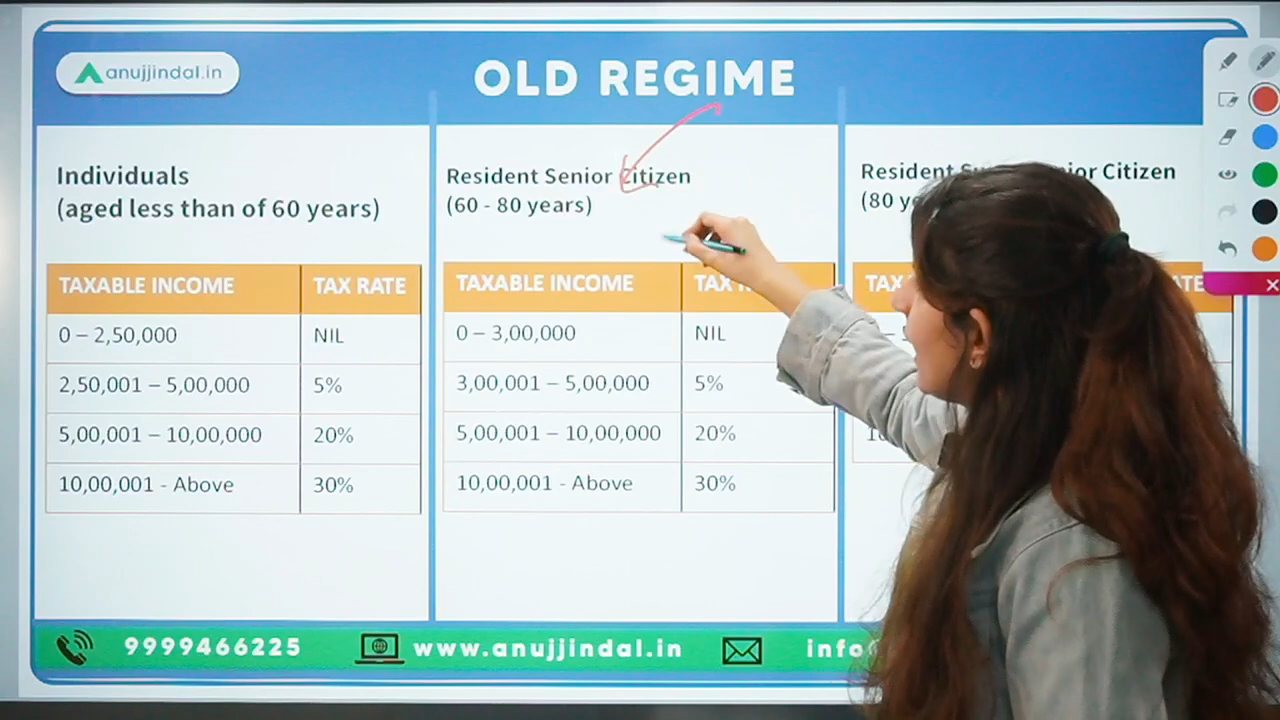 anujjindal.in
OLD REGIME
Individuals
(aged less than of 60 years)
TAXABLE INCOME TAX RATE
0 – 2,50,000 NIL
2,50,001 – 5,00,000 5%
5,00,001 – 10,00,000 20%
10,00,001 - Above 30%
Resident Senior Citizen
(60 - 80 years)
TAXABLE INCOME TAX
0 – 3,00,000 NIL
3,00,001 – 5,00,000 5%
5,00,001 – 10,00,000 20%
10,00,001 - Above 30%
Resident Citizen
(80
9999466225 www.anujjindal.in